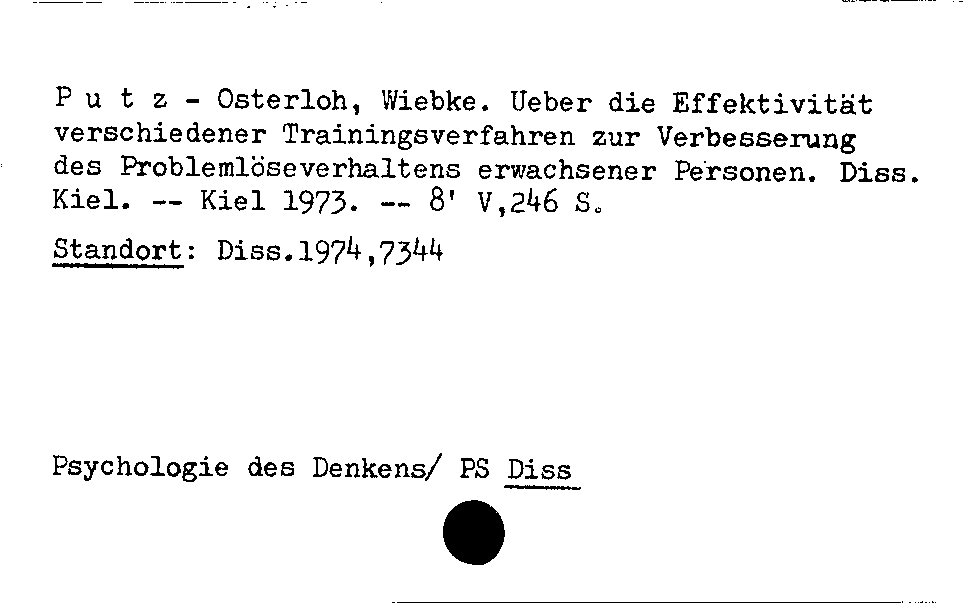 P u t z - Osterloh, Wiebke. Ueber die Effektivität
verschiedener Trainingsverfahren zur Verbesserung
des Problemlöseverhaltens erwachsener Personen. Diss.
Kiel. -- Kiel 1973. -- 8' V,246 S.
Standort: Diss.1974,7344
Psychologie des Denkens/ PS Diss